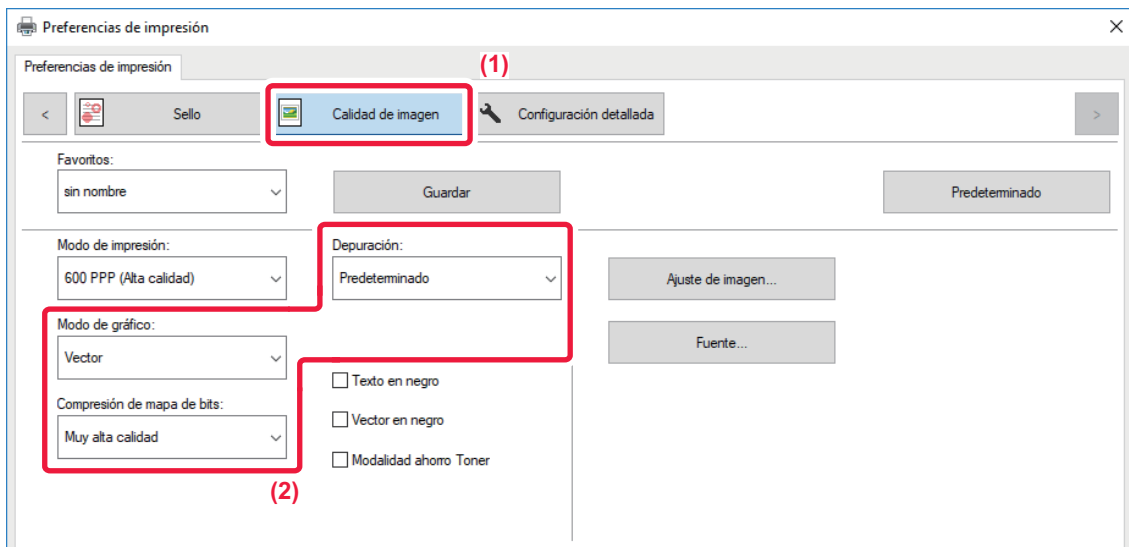 Preferencias de impresión
Preferencias de impresión
(1)
<
Sello
Calidad de imagen
Configuración detallada
>
Favoritos:
sin nombre
Guardar
Predeterminado
Modo de impresión:
600 PPP (Alta calidad)
Depuración:
Predeterminado
Ajuste de imagen...
Modo de gráfico:
Vector
Fuente...
Compresión de mapa de bits:
Muy alta calidad
Texto en negro
Vector en negro
Modalidad ahorro Toner
(2)